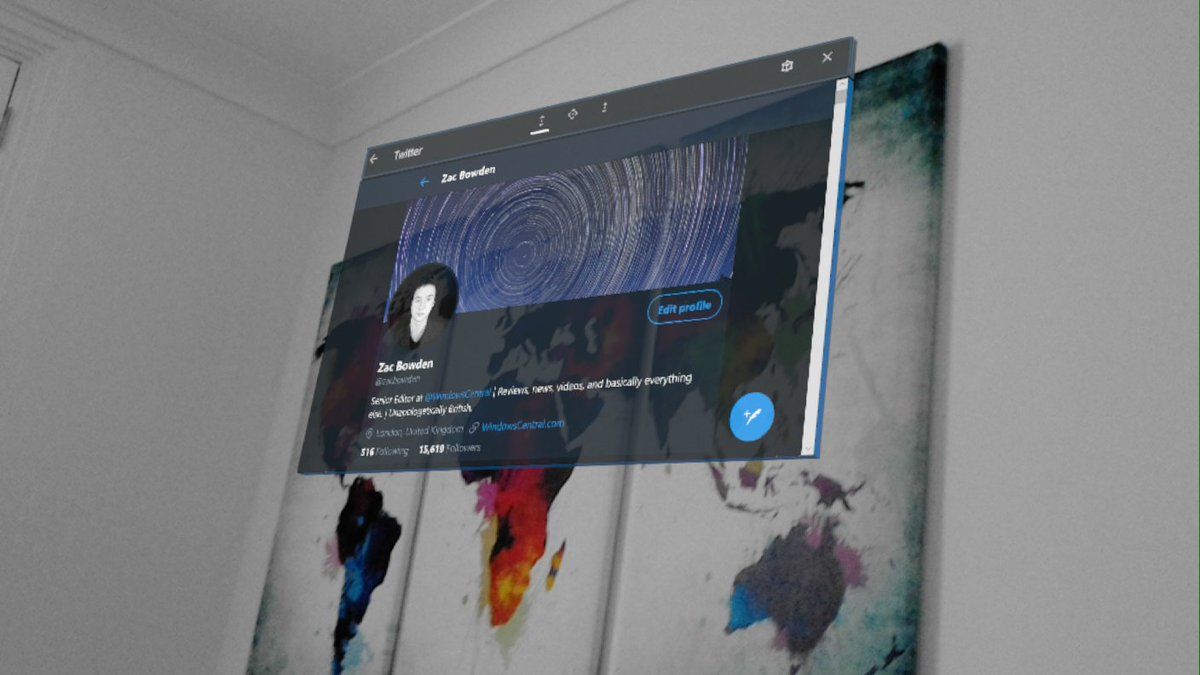 Twitter
Zac Bowden
Edit profile
Zac Bowden
@zacbowden
Senior Editor at @WindowsCentral | Reviews, news, videos, and basically everything
else. | Unapologetically British.
London, United Kingdom WindowsCentral.com
516 Following 15,619 Followers